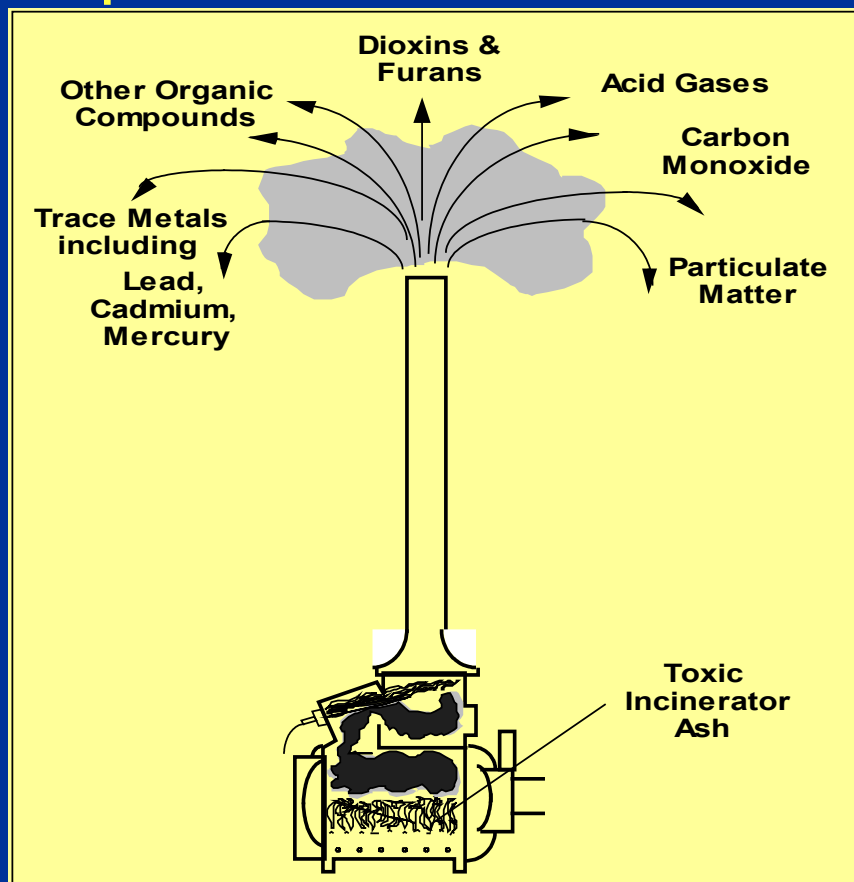 Dioxins &
Furans
Other Organic
Compounds
Acid Gases
Carbon
Monoxide
Trace Metals
including
Lead,
Cadmium,
Mercury
Particulate
Matter
Toxic
Incinerator
Ash